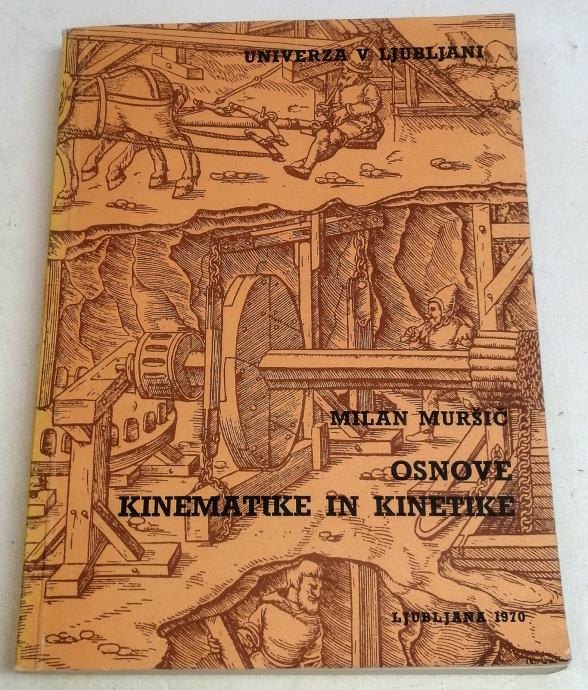 UNIVERZA V LJUBLJANI
MILAN MURŠIČ
OSNOVE
KINEMATIKE IN KINETIKE
LJUBLJANA 1970